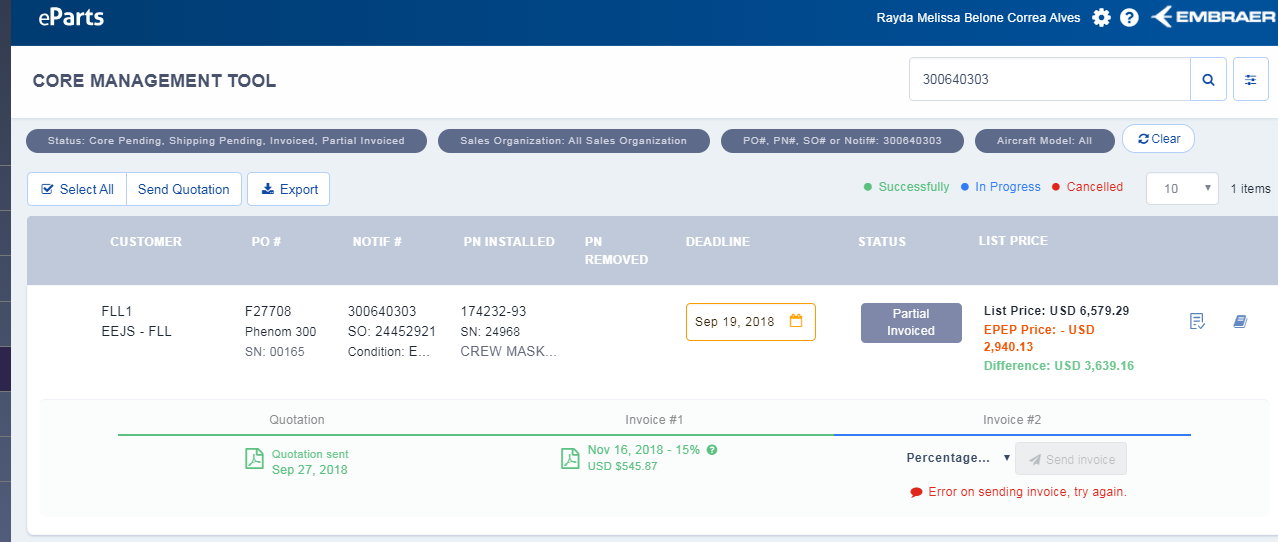 eParts
Rayda Melissa Belone Correa Alves
EMBRAER
CORE MANAGEMENT TOOL
300640303
Status: Core Pending, Shipping Pending, Invoiced, Partial Invoiced
Sales Organization: All Sales Organization
PO#, PN#, SO# or Notif#: 300640303
Aircraft Model: All
Clear
Select All
Send Quotation
Export
Successfully
In Progress
Cancelled
10
1 items
CUSTOMER
PO #
NOTIF #
PN INSTALLED
PN
REMOVED
DEADLINE
STATUS
LIST PRICE
FLL1
EEJS - FLL
F27708
Phenom 300
SN: 00165
300640303
SO: 24452921
Condition: E...
174232-93
SN: 24968
CREW MASK...
Sep 19, 2018
Partial
Invoiced
List Price: USD 6,579.29
EPEP Price: - USD
2,940.13
Difference: USD 3,639.16
Quotation
Quotation sent
Sep 27, 2018
Invoice #1
Nov 16, 2018 - 15%
USD $545.87
Invoice #2
Percentage...
Send invoice
Error on sending invoice, try again.